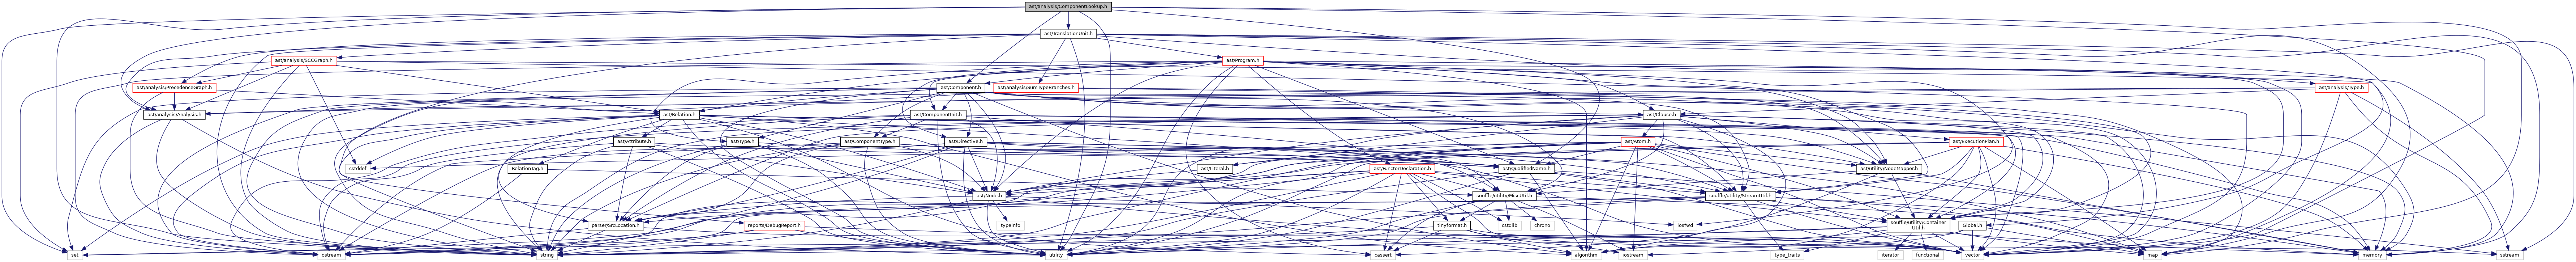 ast/analysis/ComponentLookup.h
ast/TranslationUnit.h
ast/analysis/SCCGraph.h
ast/Program.h
ast/analysis/PrecedenceGraph.h
ast/Component.h
ast/analysis/SumTypeBranches.h
ast/analysis/Type.h
ast/analysis/Analysis.h
ast/Relation.h
ast/ComponentInit.h
ast/Clause.h
ast/Attribute.h
ast/Type.h
ast/ComponentType.h
ast/Directive.h
ast/Atom.h
ast/ExecutionPlan.h
cstddef
RelationTag.h
ast/Literal.h
ast/FunctorDeclaration.h
ast/QualifiedName.h
ast/utility/NodeMapper.h
ast/Node.h
souffle/utility/MiscUtil.h
souffle/utility/StreamUtil.h
parser/SrcLocation.h
reports/DebugReport.h
typeinfo
tinyformat.h
cstdlib
chrono
iosfwd
souffle/utility/Container
Util.h
Global.h
set
ostream
string
utility
cassert
algorithm
iostream
type_traits
iterator
functional
vector
map
memory
sstream